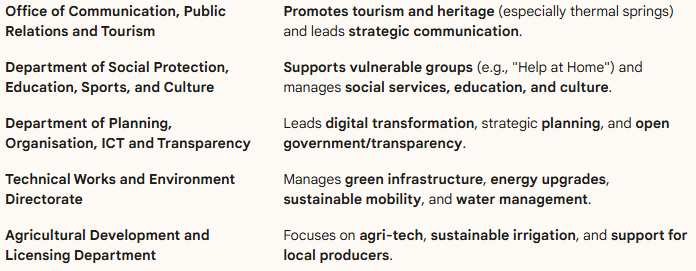 Office of Communication, Public
Relations and Tourism
Promotes tourism and heritage (especially thermal springs)
and leads strategic communication.
Department of Social Protection,
Education, Sports, and Culture
Supports vulnerable groups (e.g., "Help at Home") and
manages social services, education, and culture.
Department of Planning,
Organisation, ICT and Transparency
Leads digital transformation, strategic planning, and open
government/transparency.
Technical Works and Environment
Directorate
Manages green infrastructure, energy upgrades,
sustainable mobility, and water management.
Agricultural Development and
Licensing Department
Focuses on agri-tech, sustainable irrigation, and support for
local producers.